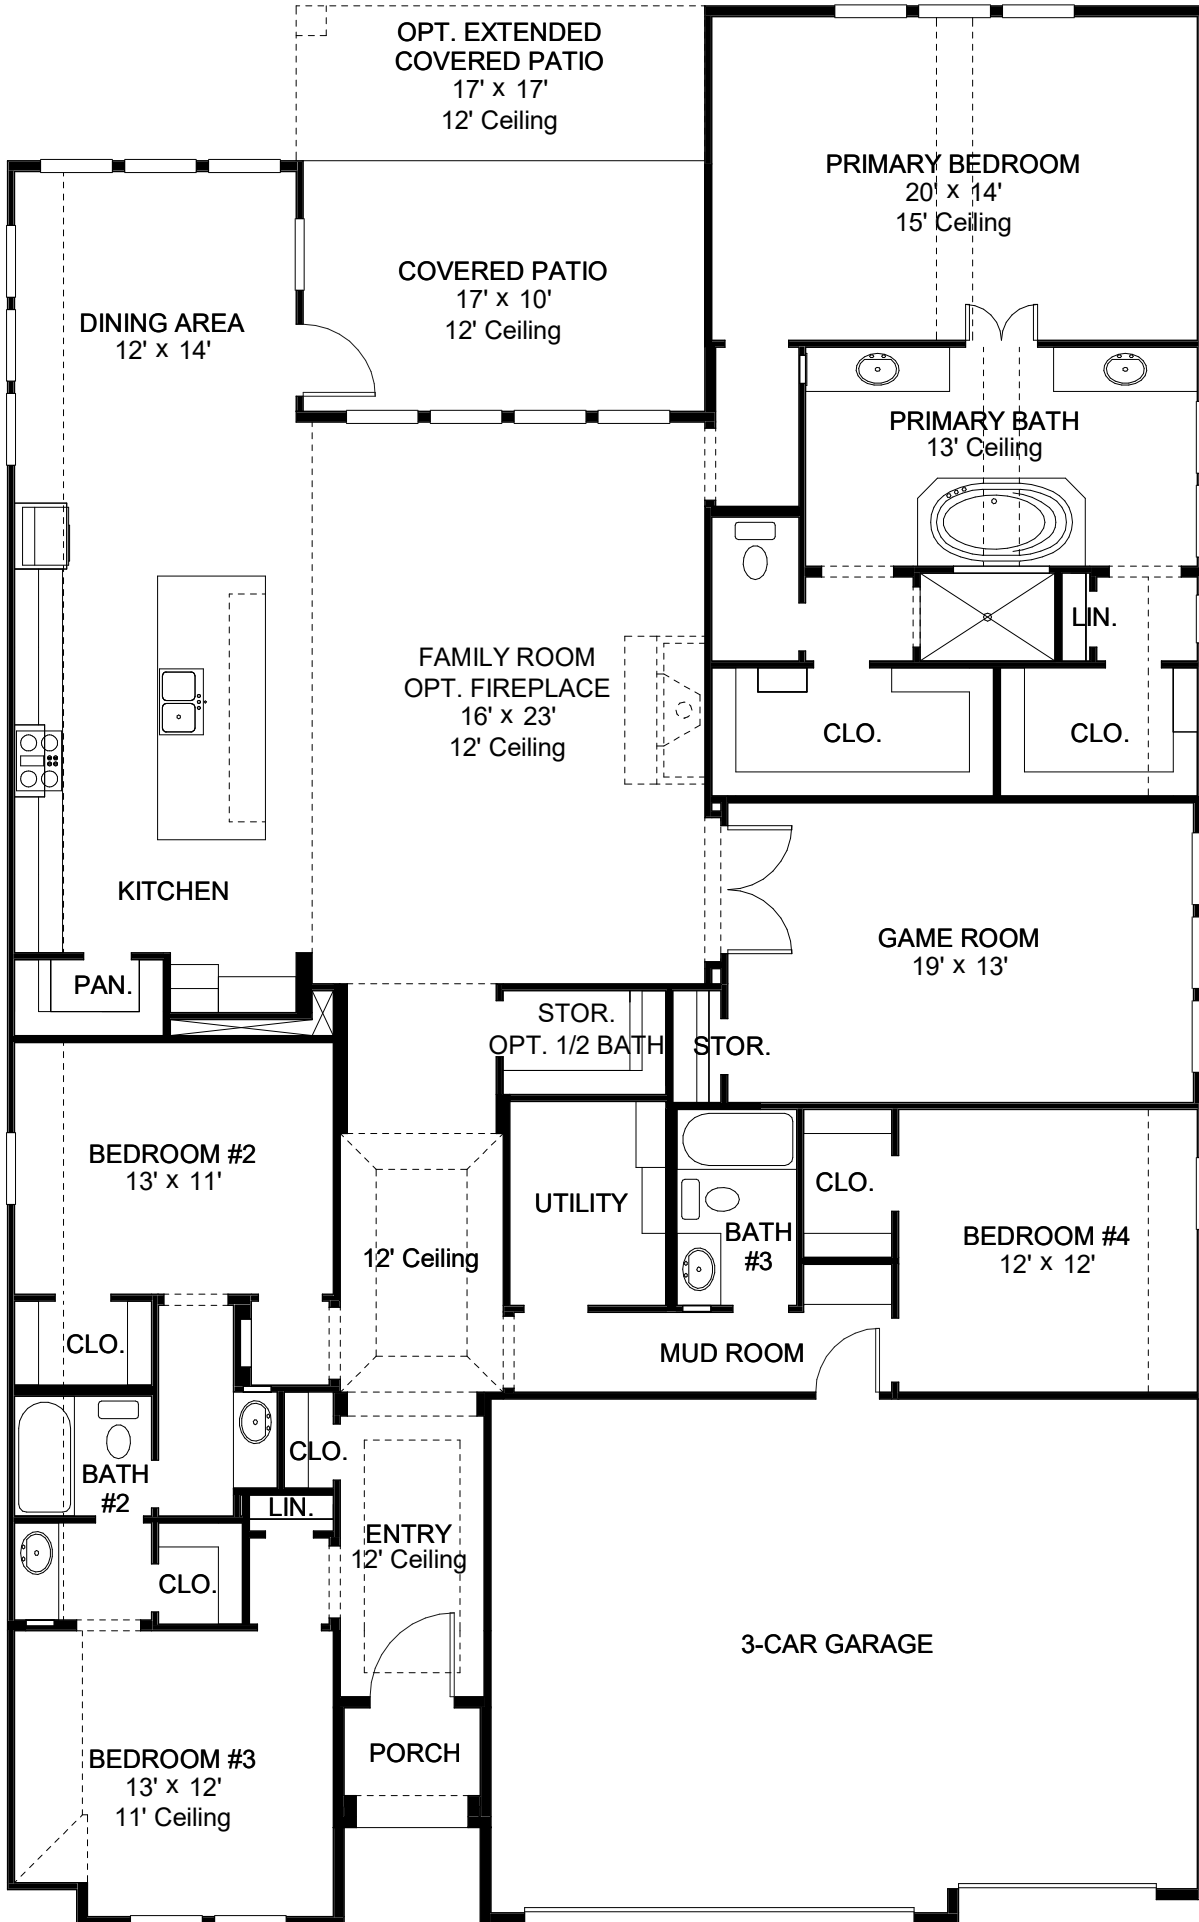 OPT. EXTENDED
COVERED PATIO
17' x 17'
12' Ceiling
PRIMARY BEDROOM
20' x 14'
15' Ceiling
COVERED PATIO
17' x 10'
12' Ceiling
DINING AREA
12' x 14'
PRIMARY BATH
13' Ceiling
LIN.
FAMILY ROOM
OPT. FIREPLACE
16' x 23'
12' Ceiling
CLO.
CLO.
KITCHEN
GAME ROOM
19' x 13'
PAN.
STOR.
OPT. 1/2 BATH
STOR.
BEDROOM #2
13' x 11'
UTILITY
CLO.
BATH
#3
BEDROOM #4
12' x 12'
12' Ceiling
CLO.
MUD ROOM
CLO.
BATH
#2
LIN.
ENTRY
12' Ceiling
CLO.
3-CAR GARAGE
PORCH
BEDROOM #3
13' x 12'
11' Ceiling